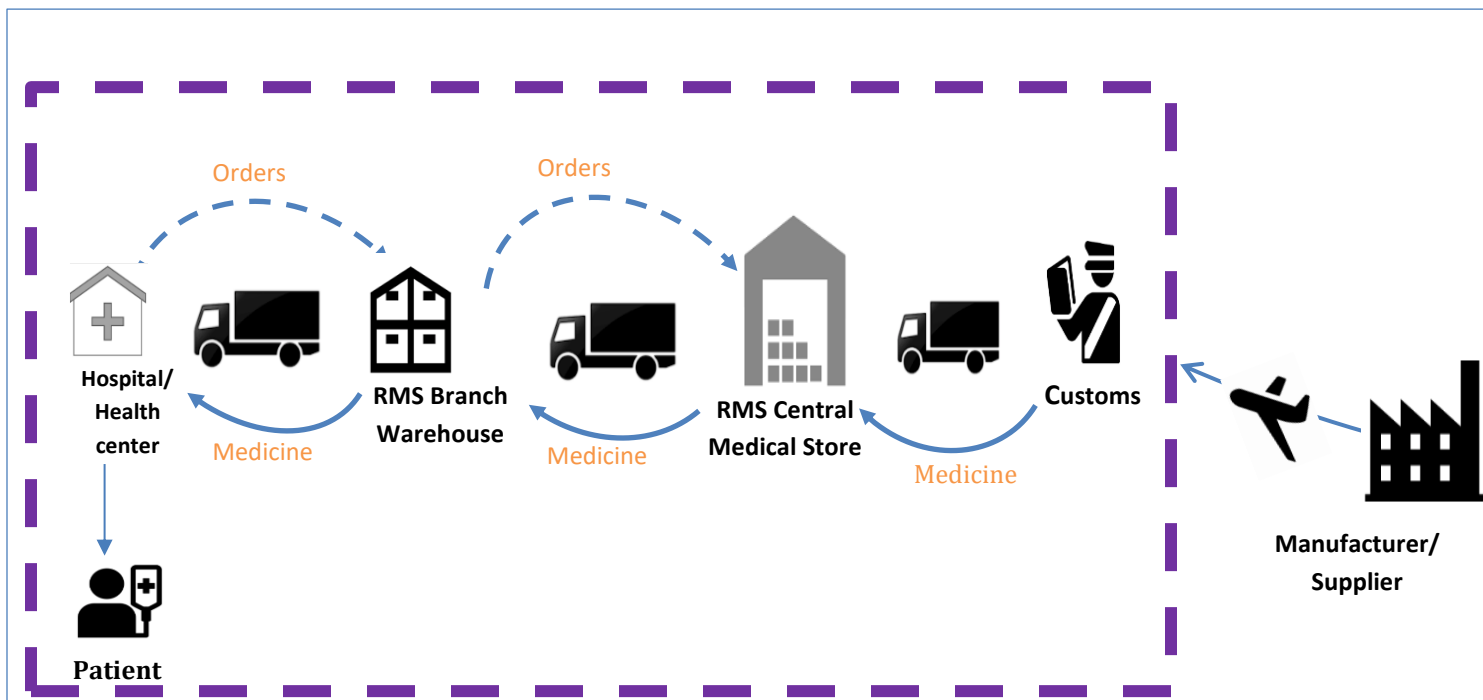 Orders
Orders
Hospital/
Health
center
RMS Branch
Warehouse
RMS Central
Medical Store
Customs
Medicine
Medicine
Medicine
Manufacturer/
Supplier
Patient